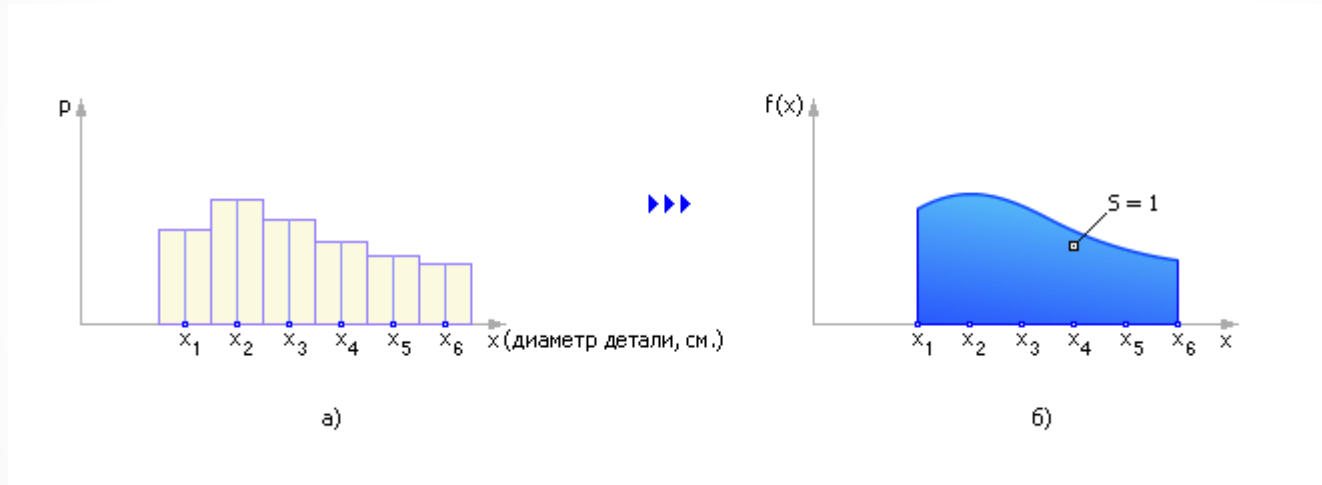 p
x₁ x₂ x₃ x₄ x₅ x₆ x (диаметр детали, см.)
а)
f(x)
S = 1
x₁ x₂ x₃ x₄ x₅ x₆ x
б)